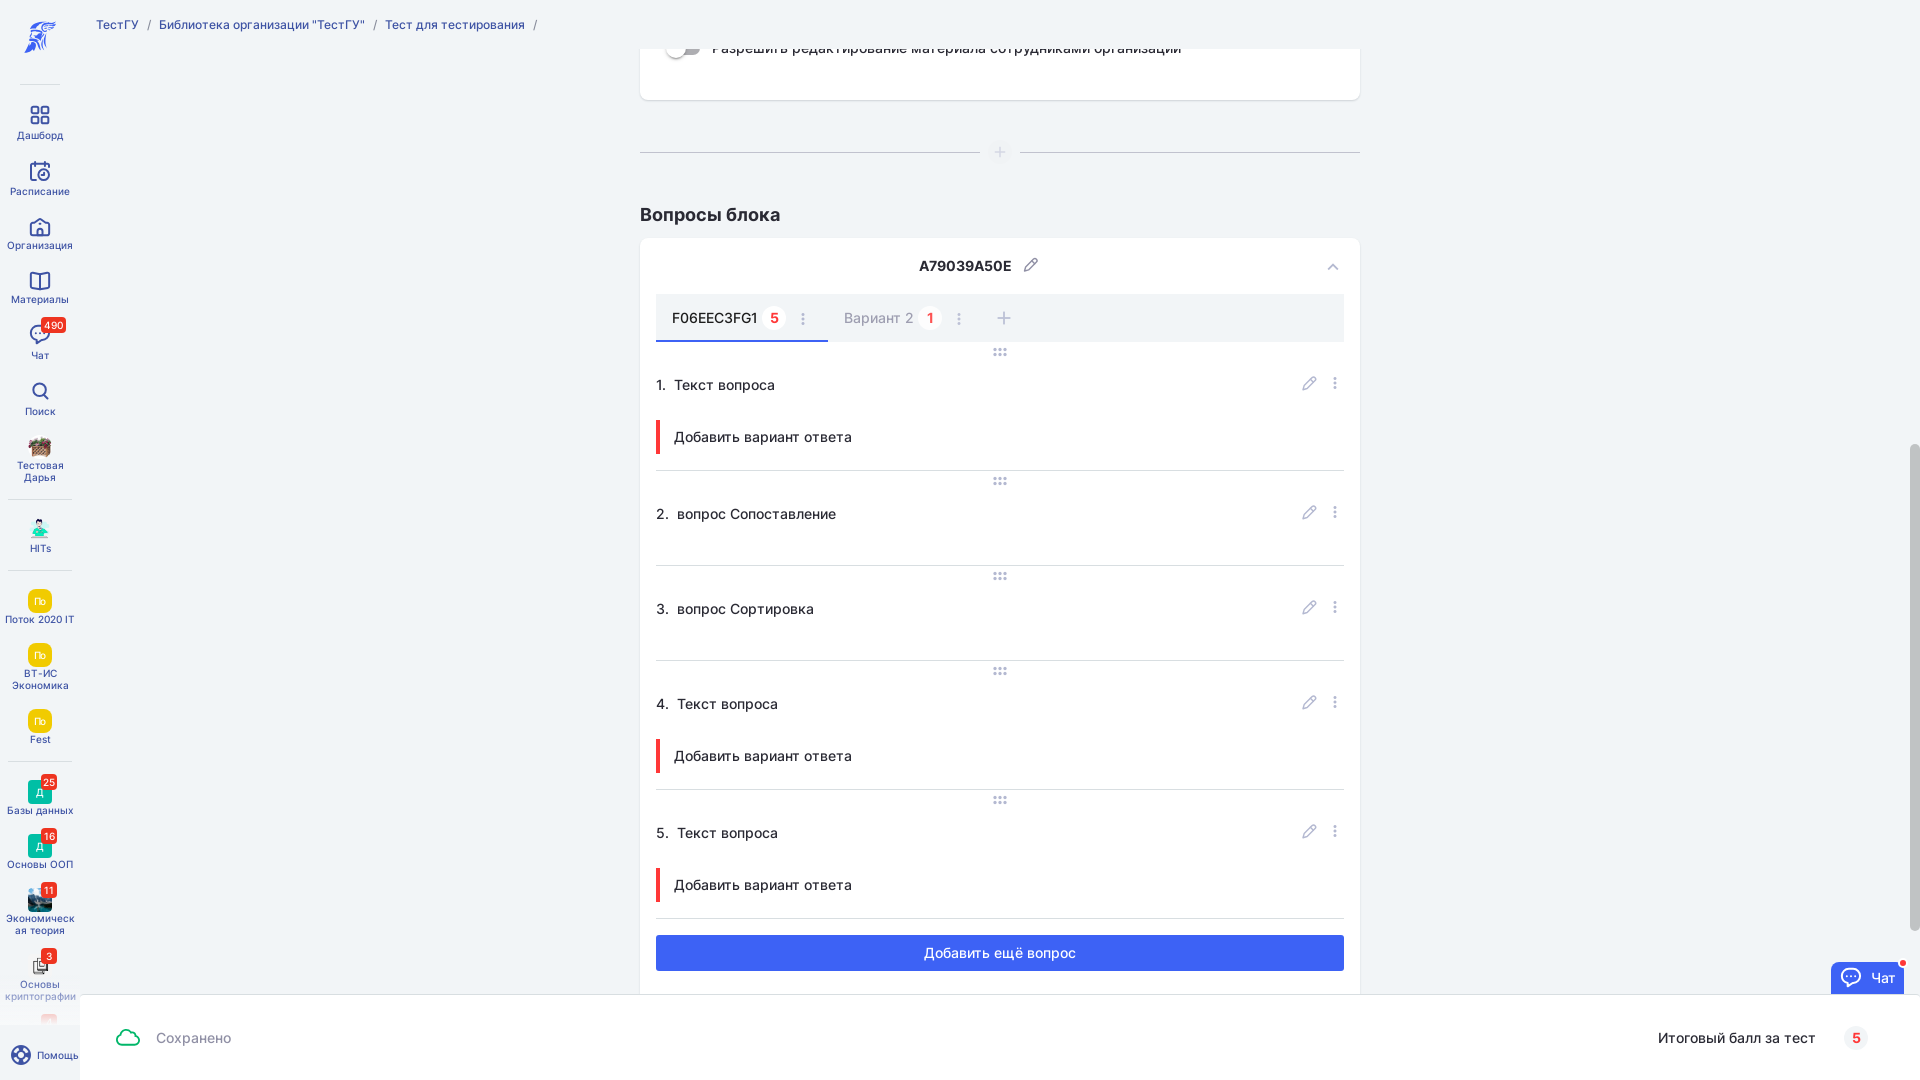 ТестГУ / Библиотека организации "ТестГУ" / Тест для тестирования /
Разрешить редактирование материала сотрудниками организации
Дашборд
Расписание
Организация
Материалы
490
Чат
Поиск
Тестовая
Дарья
HITs
По
Поток 2020 IT
По
ВТ-ИС
Экономика
По
Fest
25
Д
Базы данных
16
Д
Основы ООП
11
Экономическ
ая теория
3
Основы
криптографии
Помощь
Вопросы блока
A79039A50E
F06EEC3FG1 5
Вариант 2 1
1. Текст вопроса
Добавить вариант ответа
2. вопрос Сопоставление
3. вопрос Сортировка
4. Текст вопроса
Добавить вариант ответа
5. Текст вопроса
Добавить вариант ответа
Добавить ещё вопрос
Чат
Сохранено
Итоговый балл за тест 5